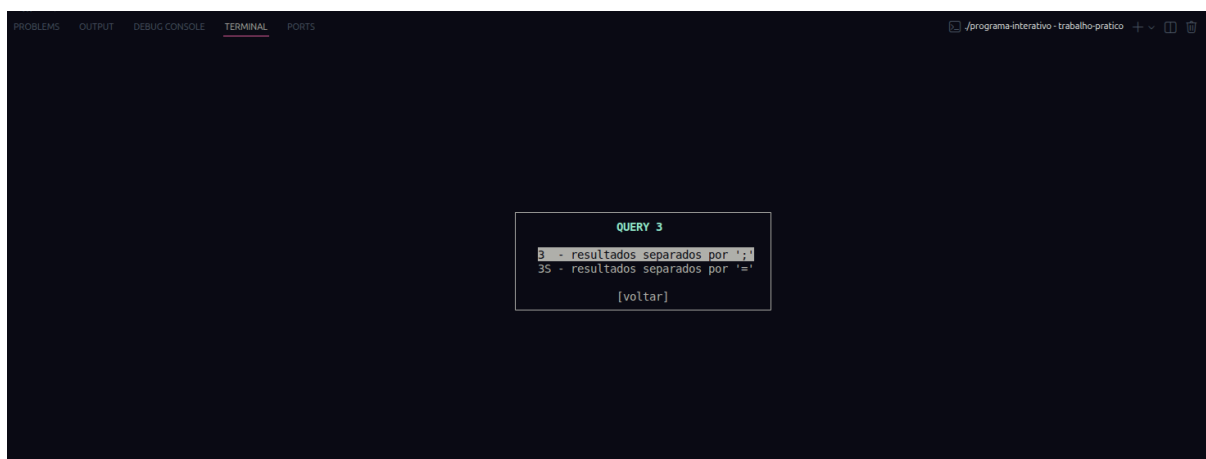 PROBLEMS OUTPUT DEBUG CONSOLE TERMINAL PORTS ./programa-interativo - trabalho-pratico
QUERY 3
3  - resultados separados por ';'
3S - resultados separados por '='
[voltar]